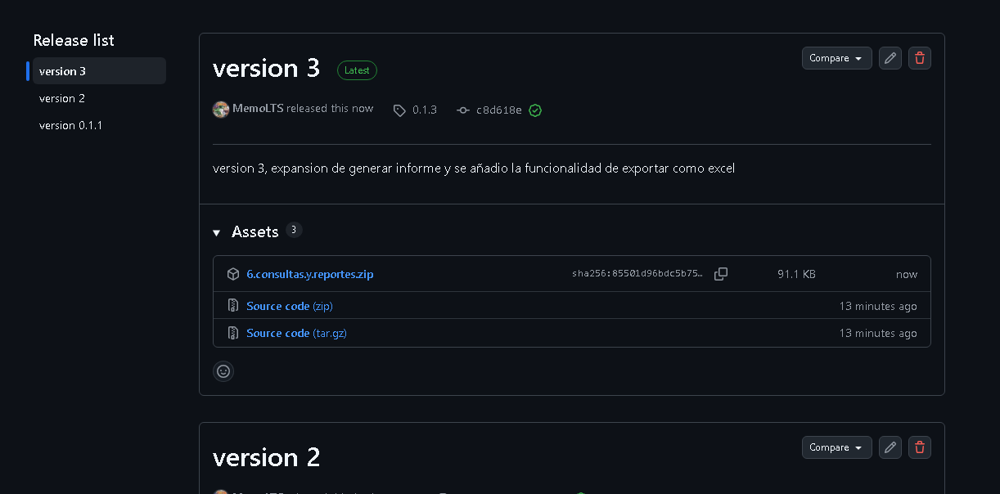 Release list
version 3
version 2
version 0.1.1
version 3 Latest
Compare
MemoLTS released this now 0.1.3 c8d618e
version 3, expansion de generar informe y se añadio la funcionalidad de exportar como excel
Assets 3
6.consultas.y.reportes.zip sha256:85501d96bdc5b75… 91.1 KB now
Source code (zip) 13 minutes ago
Source code (tar.gz) 13 minutes ago
version 2
Compare